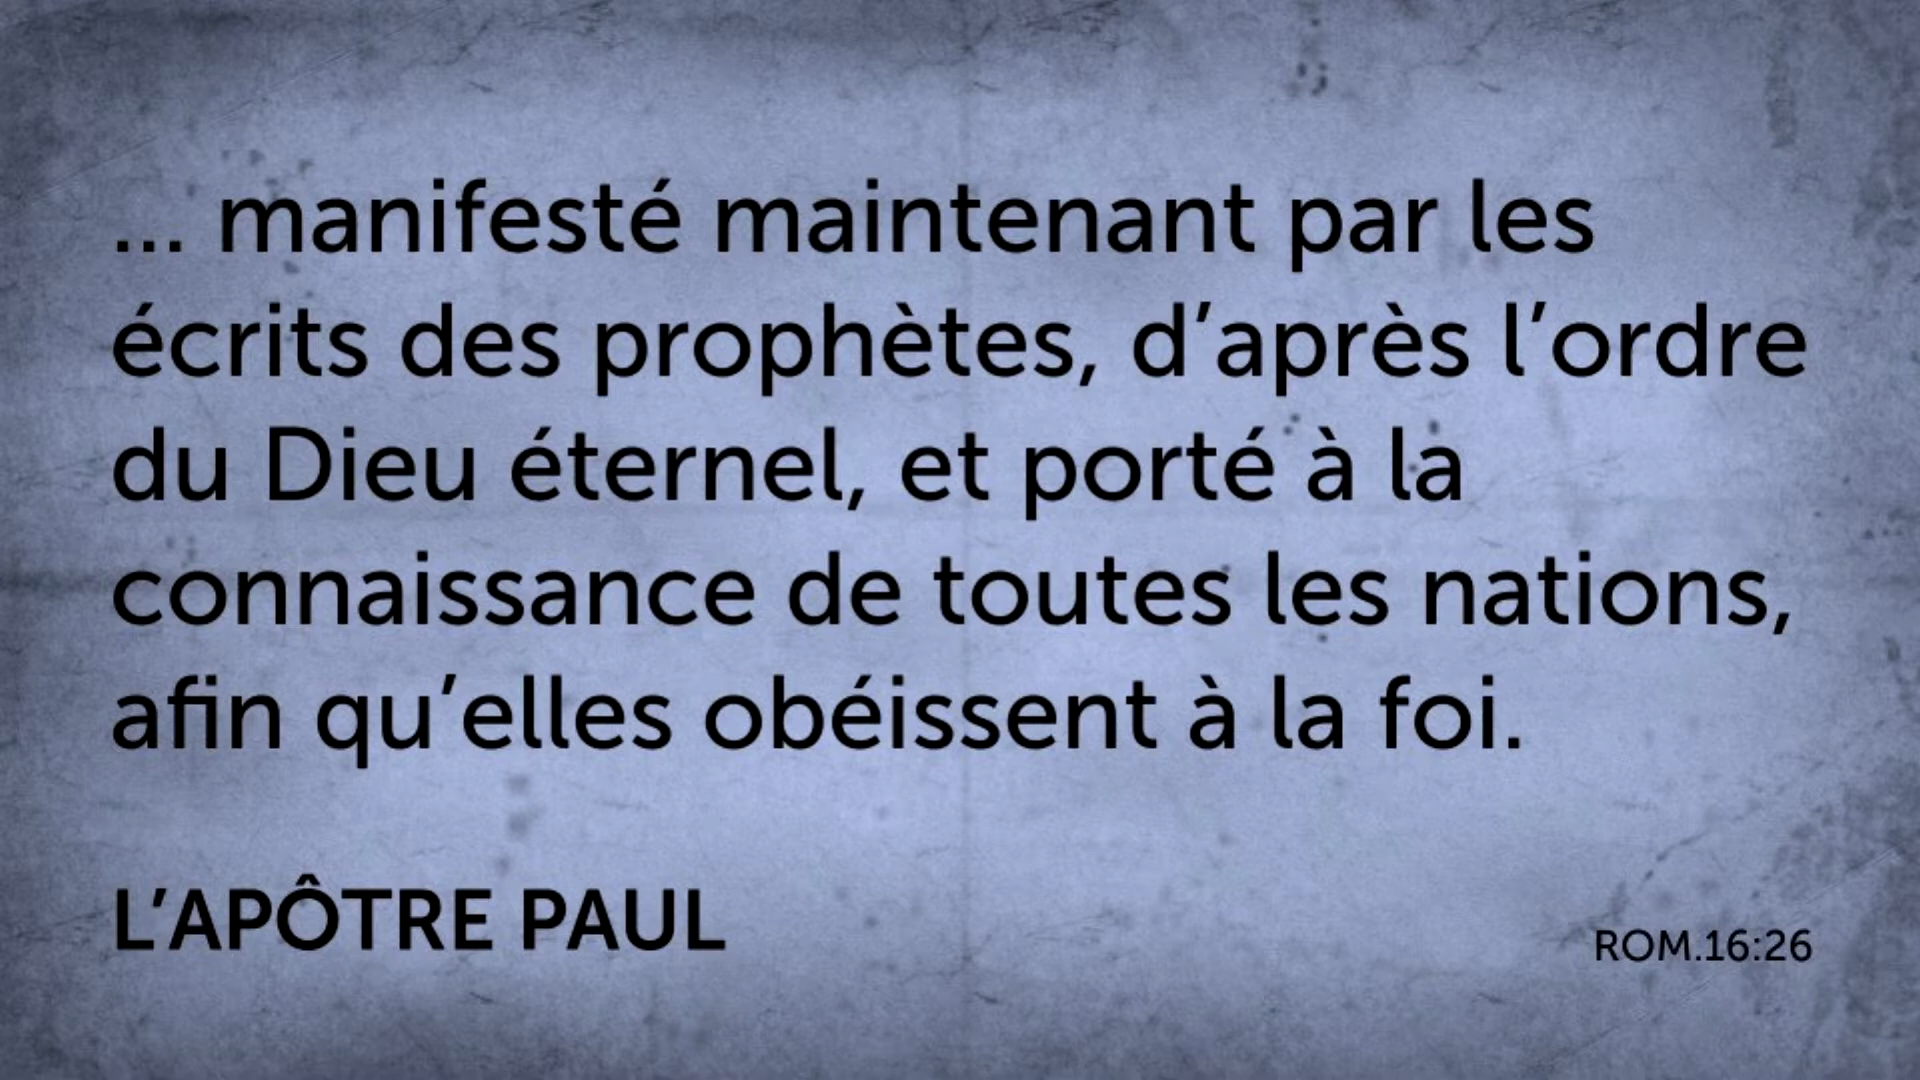 ... manifesté maintenant par les
écrits des prophètes, d’après l’ordre
du Dieu éternel, et porté à la
connaissance de toutes les nations,
afin qu’elles obéissent à la foi.
L’APÔTRE PAUL
ROM.16:26